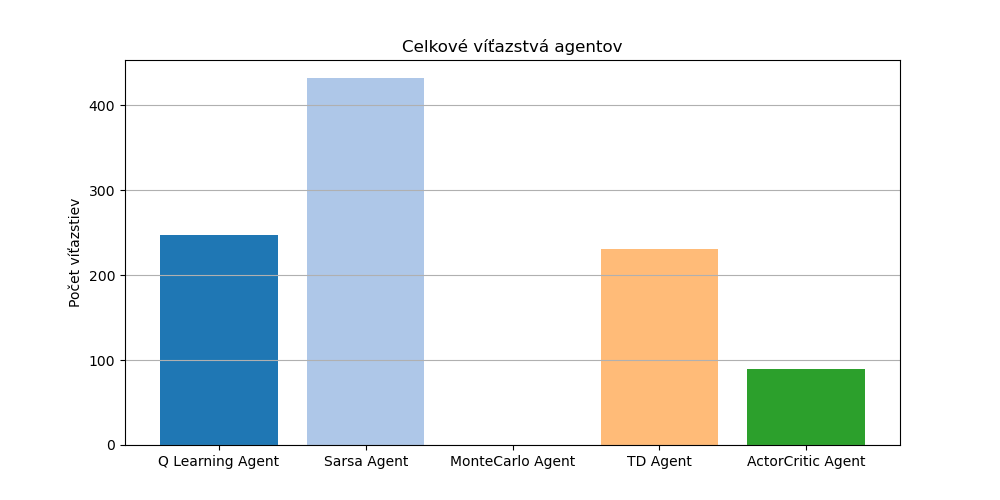 Celkové víťazstvá agentov
Počet víťazstiev
400
300
200
100
0
Q Learning Agent
Sarsa Agent
MonteCarlo Agent
TD Agent
ActorCritic Agent